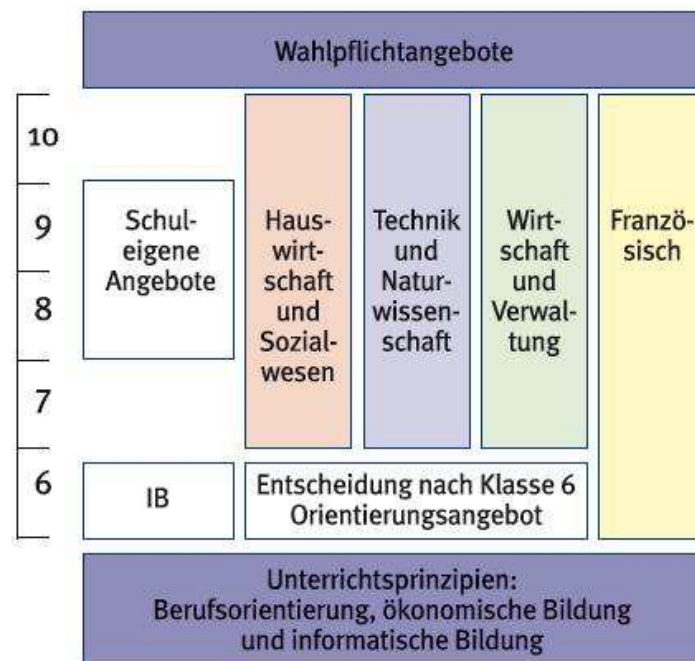 Wahlpflichtangebote
10
9
8
7
6
Schul-
eigene
Angebote
Haus-
wirt-
schaft
und
Sozial-
wesen
Technik
und
Natur-
wissen-
schaft
Wirt-
schaft
und
Verwal-
tung
Franzö-
sisch
IB
Entscheidung nach Klasse 6
Orientierungsangebot
Unterrichtsprinzipien:
Berufsorientierung, ökonomische Bildung
und informatische Bildung